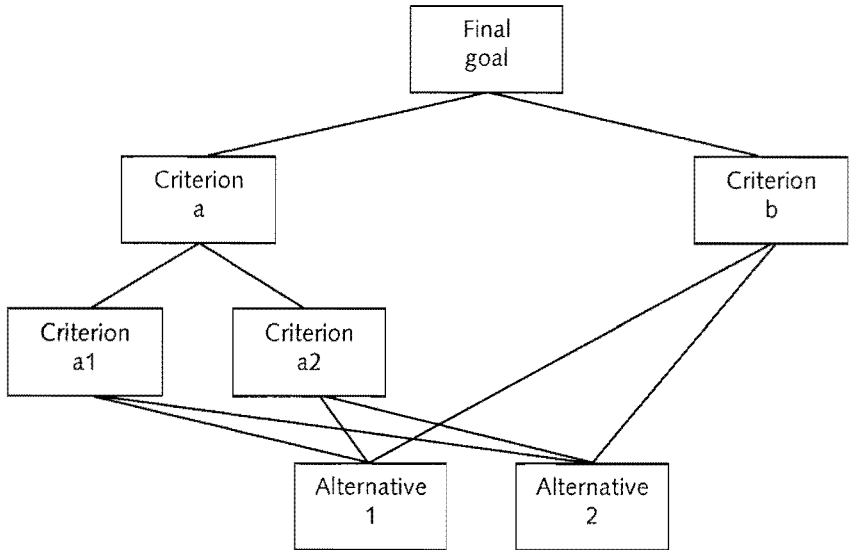 Final
goal
Criterion
a
Criterion
b
Criterion
a1
Criterion
a2
Alternative
1
Alternative
2